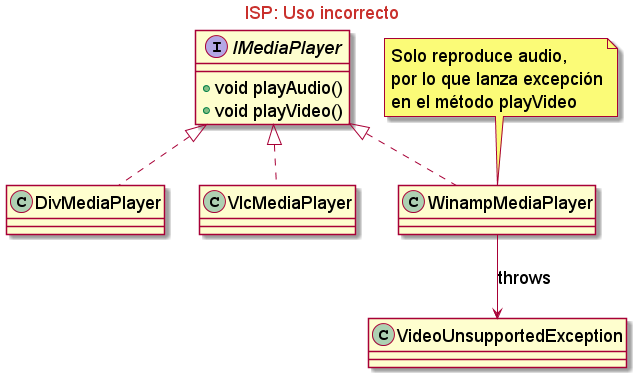 ISP: Uso incorrecto
I IMediaPlayer
void playAudio()
void playVideo()
Solo reproduce audio,
por lo que lanza excepción
en el método playVideo
C DivMediaPlayer
C VlcMediaPlayer
C WinampMediaPlayer
throws
C VideoUnsupportedException